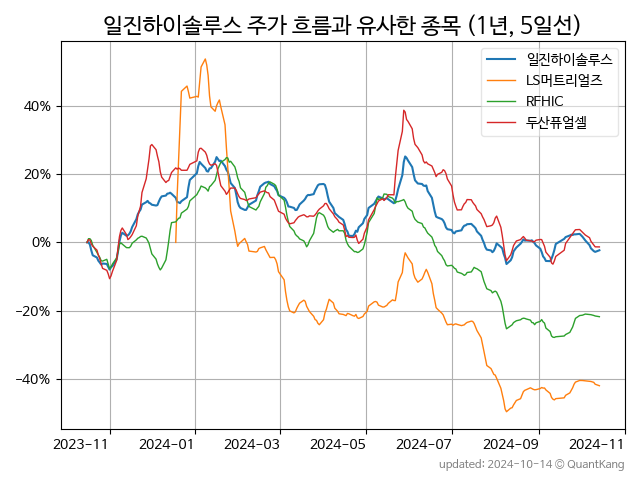 일진하이솔루스 주가 흐름과 유사한 종목 (1년, 5일선)
일진하이솔루스
LS머트리얼즈
RFHIC
두산퓨얼셀
40%
20%
0%
−20%
−40%
2023-11 2024-01 2024-03 2024-05 2024-07 2024-09 2024-11
updated: 2024-10-14 © QuantKang